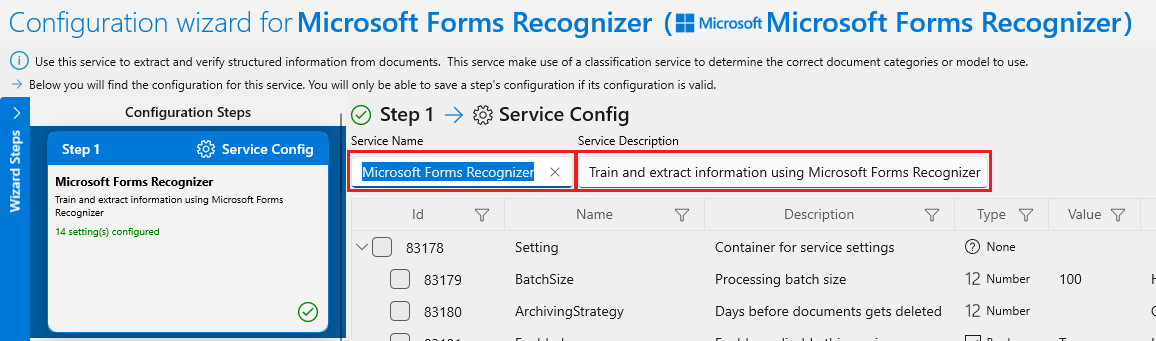 Configuration wizard for Microsoft Forms Recognizer ( Microsoft Microsoft Forms Recognizer)
Use this service to extract and verify structured information from documents. This servce make use of a classification service to determine the correct document categories or model to use.
Below you will find the configuration for this service. You will only be able to save a step's configuration if its configuration is valid.
Wizard Steps
Configuration Steps
Step 1 Service Config
Microsoft Forms Recognizer
Train and extract information using Microsoft Forms
Recognizer
14 setting(s) configured
Step 1 → Service Config
Service Name Service Description
Microsoft Forms Recognizer × Train and extract information using Microsoft Forms Recognizer
Id Name Description Type Value
83178 Setting Container for service settings None
83179 BatchSize Processing batch size 12 Number 100
83180 ArchivingStrategy Days before documents gets deleted 12 Number